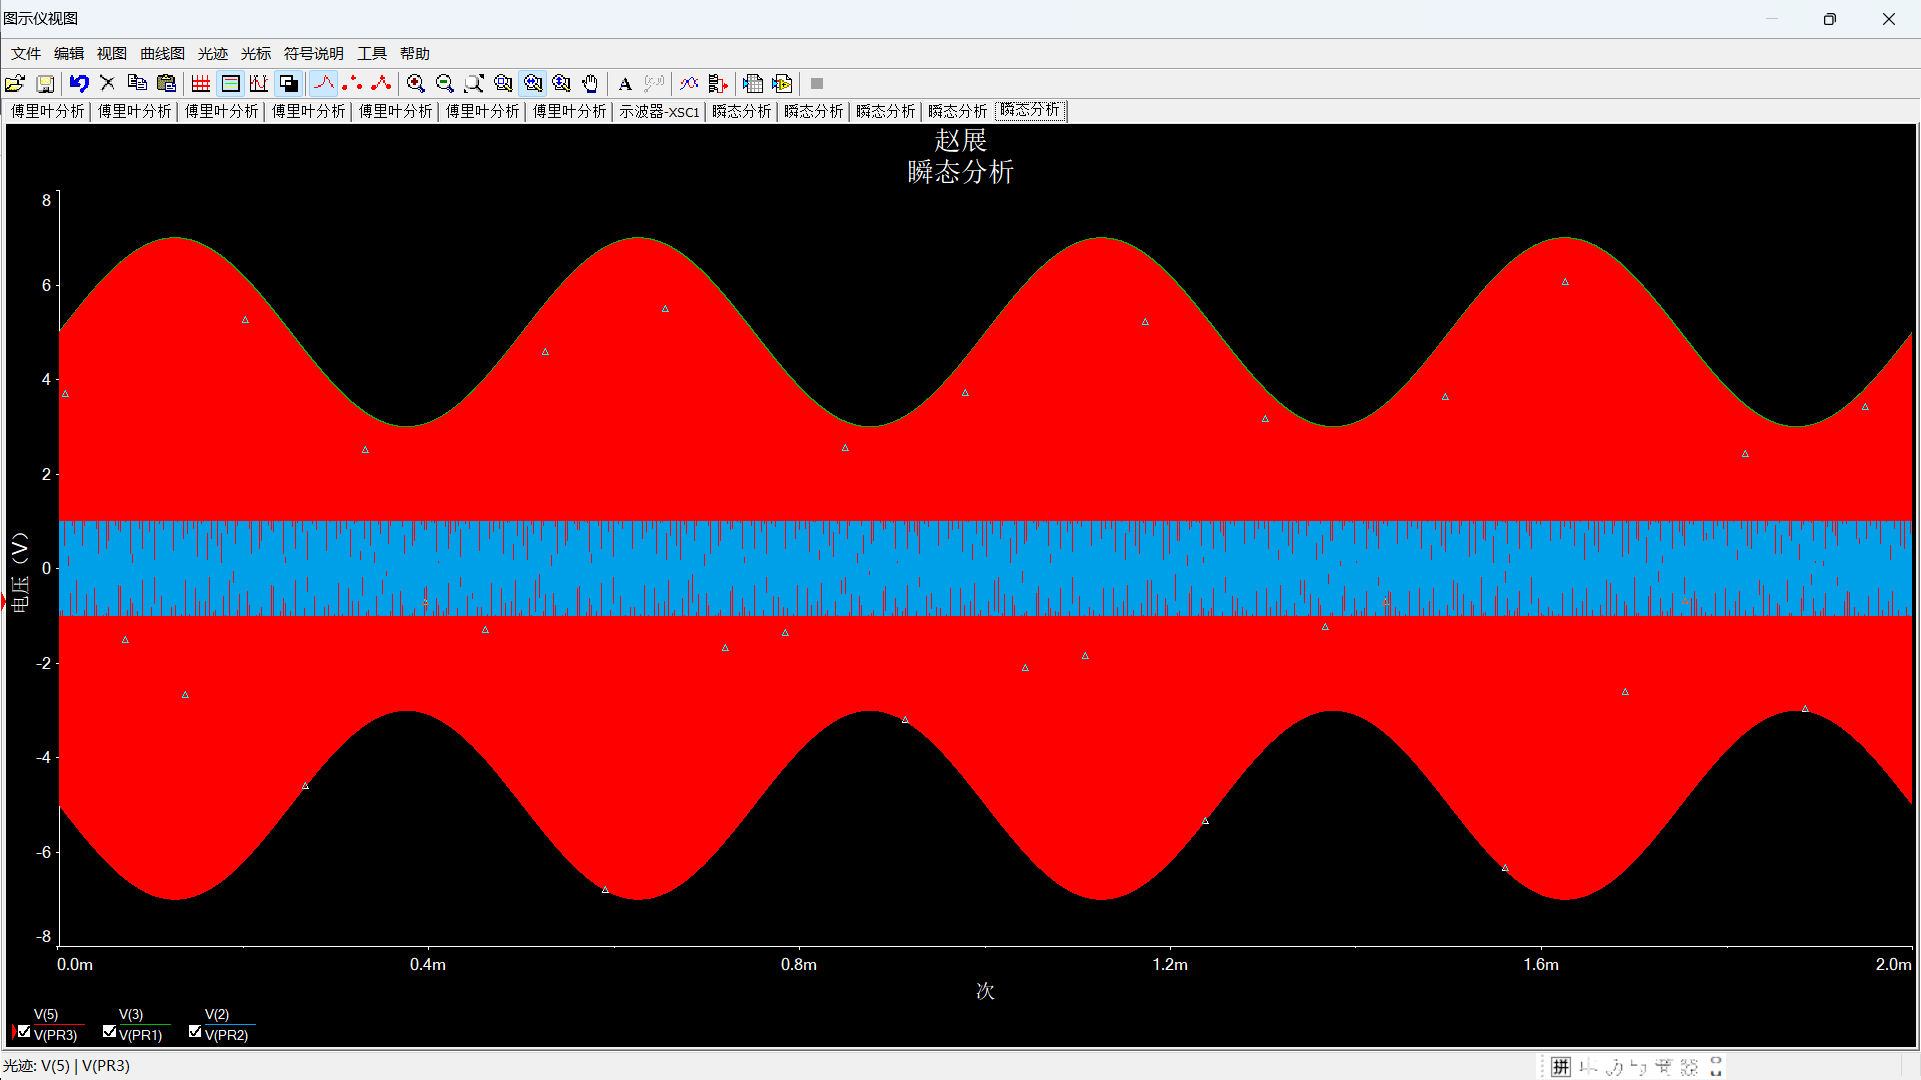 图示仪视图
文件 编辑 视图 曲线图 光迹 光标 符号说明 工具 帮助
A
傅里叶分析 傅里叶分析 傅里叶分析 傅里叶分析 傅里叶分析 傅里叶分析 傅里叶分析 示波器-XSC1 瞬态分析 瞬态分析 瞬态分析 瞬态分析 瞬态分析
赵展
瞬态分析
8
6
4
2
0
-2
-4
-6
-8
电压（V）
0.0m 0.4m 0.8m 1.2m 1.6m 2.0m
次
V(5) V(3) V(2)
V(PR3) V(PR1) V(PR2)
光迹: V(5) | V(PR3)
拼